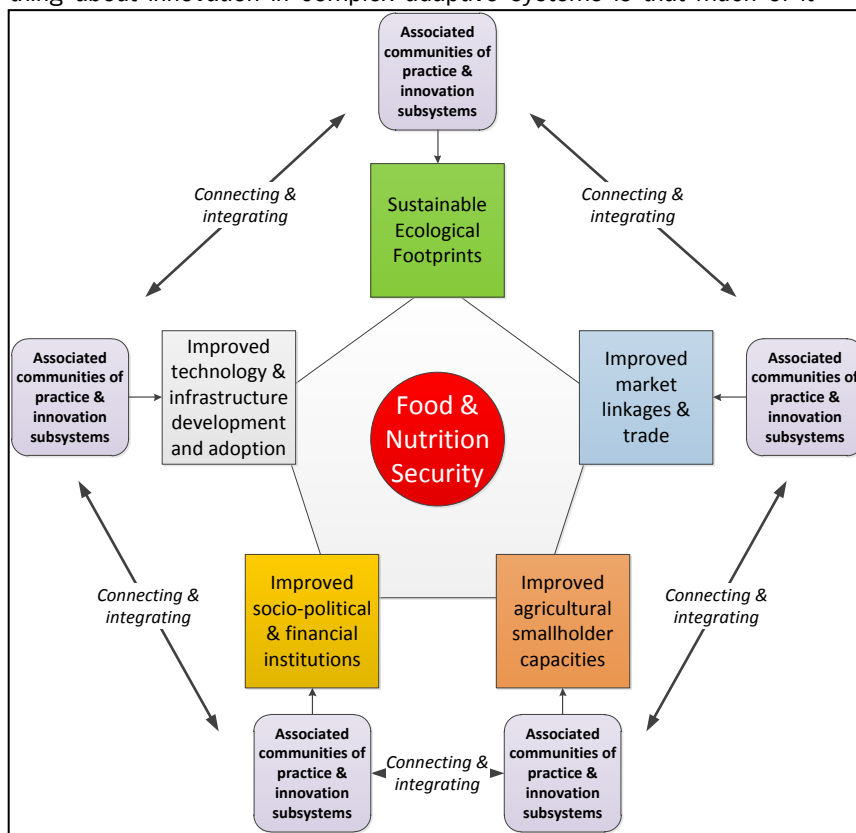 thing about innovation in complex adaptive systems is that much of it
Associated
communities of
practice &
innovation
subsystems
Connecting &
integrating
Connecting &
integrating
Sustainable
Ecological
Footprints
Associated
communities of
practice &
innovation
subsystems
Improved
technology &
infrastructure
development
and adoption
Food &
Nutrition
Security
Improved
market
linkages &
trade
Associated
communities of
practice &
innovation
subsystems
Connecting &
integrating
Improved
socio-political
& financial
institutions
Improved
agricultural
smallholder
capacities
Connecting &
integrating
Associated
communities of
practice &
innovation
subsystems
Connecting &
integrating
Associated
communities of
practice &
innovation
subsystems